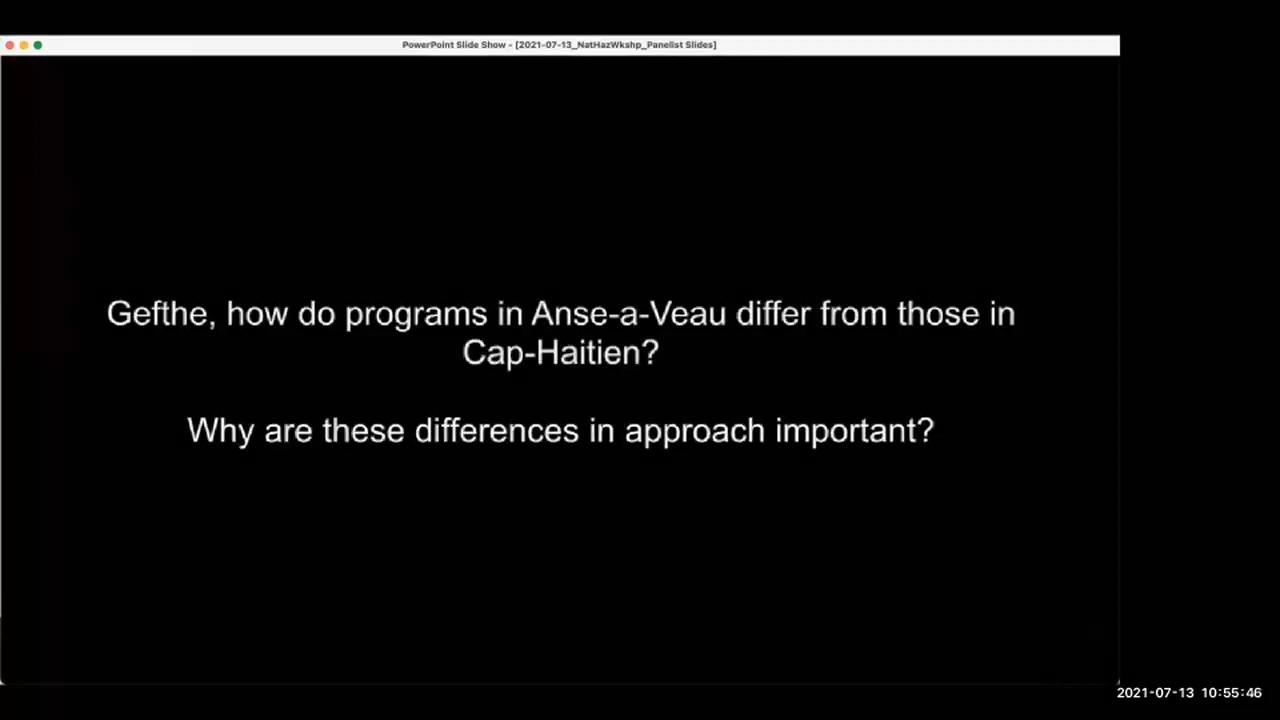 PowerPoint Slide Show - [2021-07-13_NatHazWkshp_Panelist Slides]
Gefthe, how do programs in Anse-a-Veau differ from those in
Cap-Haitien?
Why are these differences in approach important?
2021-07-13 10:55:46